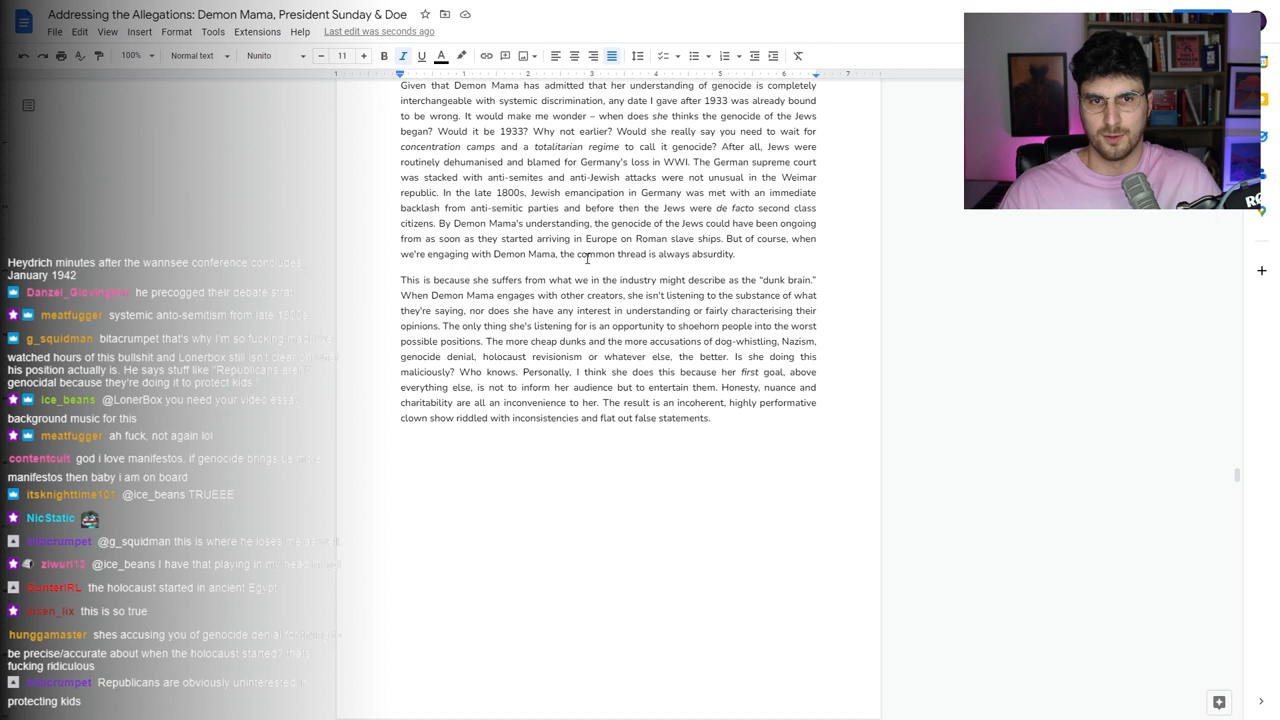 Addressing the Allegations: Demon Mama, President Sunday & Doe
File Edit View Insert Format Tools Extensions Help Last edit was seconds ago
100% Normal text Nunito 11 B I U A
1 1 2 3 4 5 6 7
Given that Demon Mama has admitted that her understanding of genocide is completely
interchangeable with systemic discrimination, any date I gave after 1933 was already bound
to be wrong. It would make me wonder – when does she thinks the genocide of the Jews
began? Would it be 1933? Why not earlier? Would she really say you need to wait for
concentration camps and a totalitarian regime to call it genocide? After all, Jews were
routinely dehumanised and blamed for Germany's loss in WWI. The German supreme court
was stacked with anti-semites and anti-Jewish attacks were not unusual in the Weimar
republic. In the late 1800s, Jewish emancipation in Germany was met with an immediate
backlash from anti-semitic parties and before then the Jews were de facto second class
citizens. By Demon Mama's understanding, the genocide of the Jews could have been ongoing
from as soon as they started arriving in Europe on Roman slave ships. But of course, when
we're engaging with Demon Mama, the common thread is always absurdity.
This is because she suffers from what we in the industry might describe as the “dunk brain.”
When Demon Mama engages with other creators, she isn't listening to the substance of what
they're saying, nor does she have any interest in understanding or fairly characterising their
opinions. The only thing she's listening for is an opportunity to shoehorn people into the worst
possible positions. The more cheap dunks and the more accusations of dog-whistling, Nazism,
genocide denial, holocaust revisionism or whatever else, the better. Is she doing this
maliciously? Who knows. Personally, I think she does this because her first goal, above
everything else, is not to inform her audience but to entertain them. Honesty, nuance and
charitability are all an inconvenience to her. The result is an incoherent, highly performative
clown show riddled with inconsistencies and flat out false statements.
Heydrich minutes after the wannsee conference concludes
January 1942
Danzel_Glovington he precogged their debate strat
meatfugger systemic anto-semitism from late 1800s
g_squidman bitacrumpet that's why I'm so fucking mad
watched hours of this bullshit and Lonerbox still isn't clear
his position actually is. He says stuff like "Republicans aren't
genocidal because they're doing it to protect kids."
ice_beans @LonerBox you need your video essay
background music for this
meatfugger ah fuck, not again lol
contentcult god i love manifestos. if genocide brings us more
manifestos then baby i am on board
itsknighttime101 @ice_beans TRUEEE
NicStatic
bitacrumpet @g_squidman this is where he loses me as well
ziwuri10 @ice_beans I have that playing in my head
GunterIRL the holocaust started in ancient Egypt
this is so true
hunggamaster shes accusing you of genocide denial for
be precise/accurate about when the holocaust started? thats
fucking ridiculous
bitacrumpet Republicans are obviously uninterested in
protecting kids